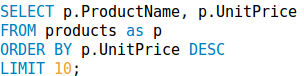 SELECT p.ProductName, p.UnitPrice
FROM products as p
ORDER BY p.UnitPrice DESC
LIMIT 10;